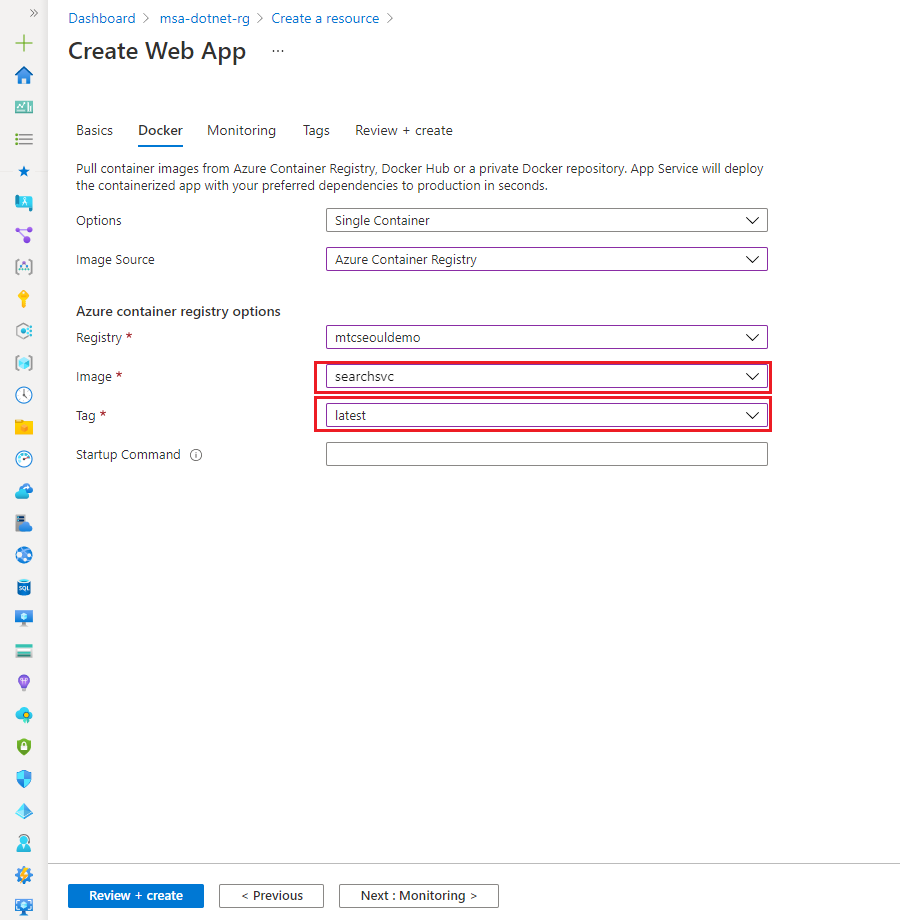 Dashboard > msa-dotnet-rg > Create a resource >
Create Web App ...
Basics Docker Monitoring Tags Review + create
Pull container images from Azure Container Registry, Docker Hub or a private Docker repository. App Service will deploy
the containerized app with your preferred dependencies to production in seconds.
Options Single Container
Image Source Azure Container Registry
Azure container registry options
Registry * mtcseouldemo
Image * searchsvc
Tag * latest
Startup Command
SQL
Review + create < Previous Next : Monitoring >